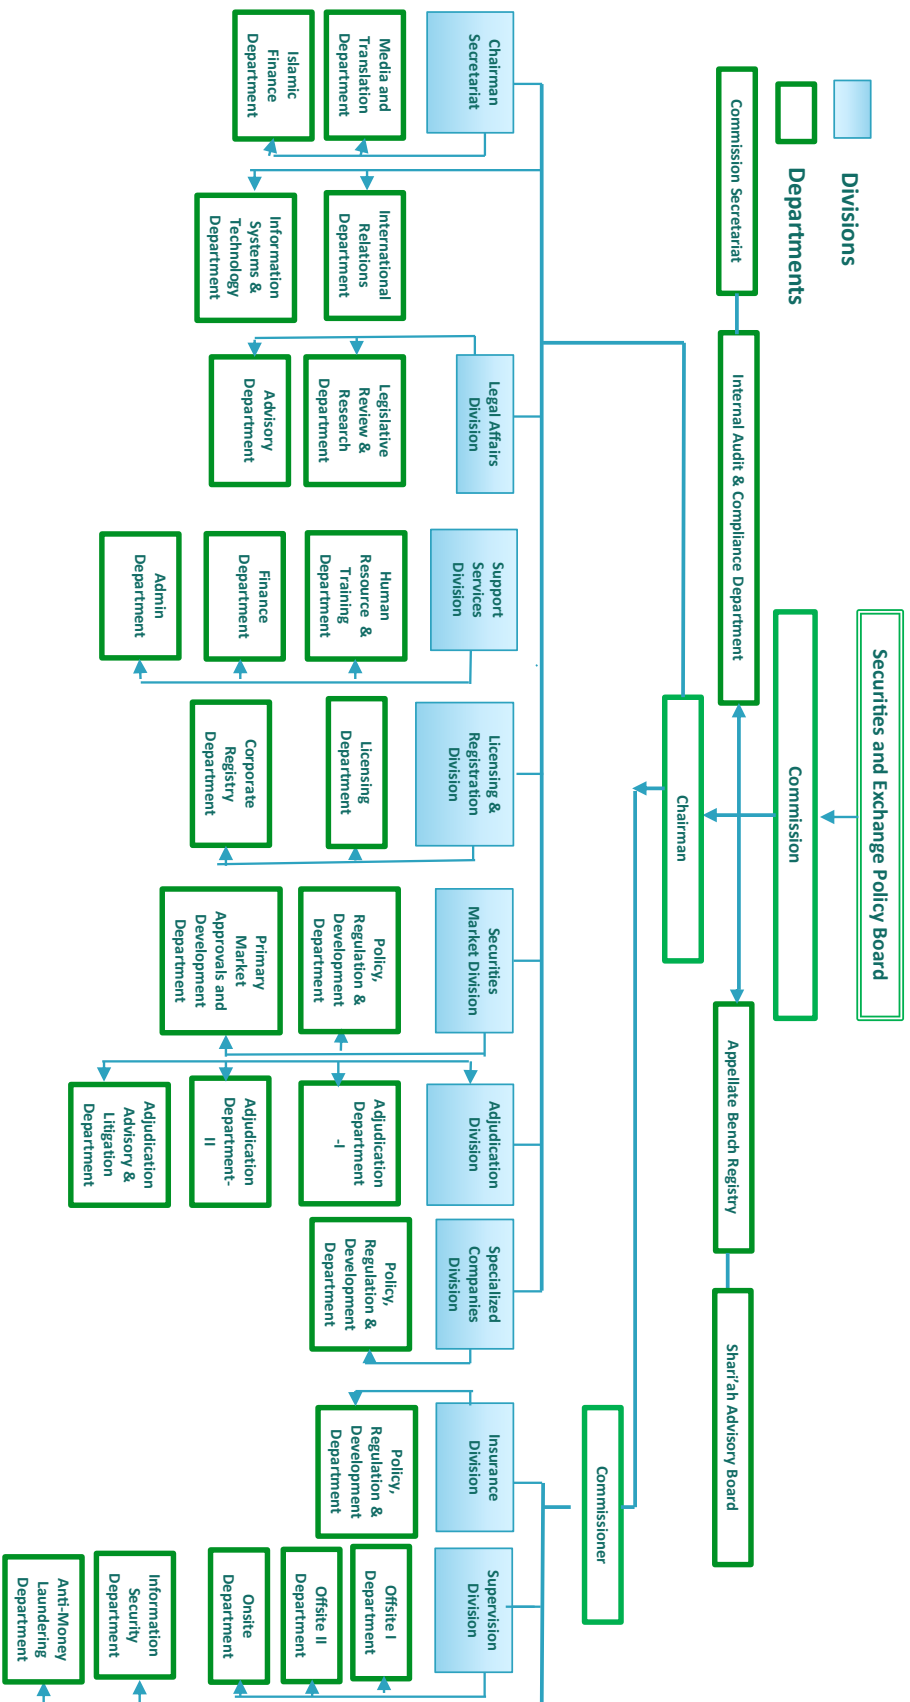 Securities and Exchange Policy Board
Commission
Divisions
Departments
Commission Secretariat
Internal Audit & Compliance Department
Appellate Bench Registry
Shari’ah Advisory Board
Chairman
Commissioner
Chairman
Secretariat
Media and
Translation
Department
Islamic
Finance
Department
International
Relations
Department
Information
Systems &
Technology
Department
Legal Affairs
Division
Legislative
Review &
Research
Department
Advisory
Department
Support
Services
Division
Human
Resource &
Training
Department
Finance
Department
Admin
Department
Licensing &
Registration
Division
Licensing
Department
Corporate
Registry
Department
Securities
Market Division
Policy,
Regulation &
Development
Department
Primary
Market
Approvals and
Development
Department
Adjudication
Division
Adjudication
Department
-I
Adjudication
Department-
II
Adjudication
Advisory &
Litigation
Department
Specialized
Companies
Division
Policy,
Regulation &
Development
Department
Insurance
Division
Policy,
Regulation &
Development
Department
Supervision
Division
Offsite I
Department
Offsite II
Department
Onsite
Department
Information
Security
Department
Anti-Money
Laundering
Department